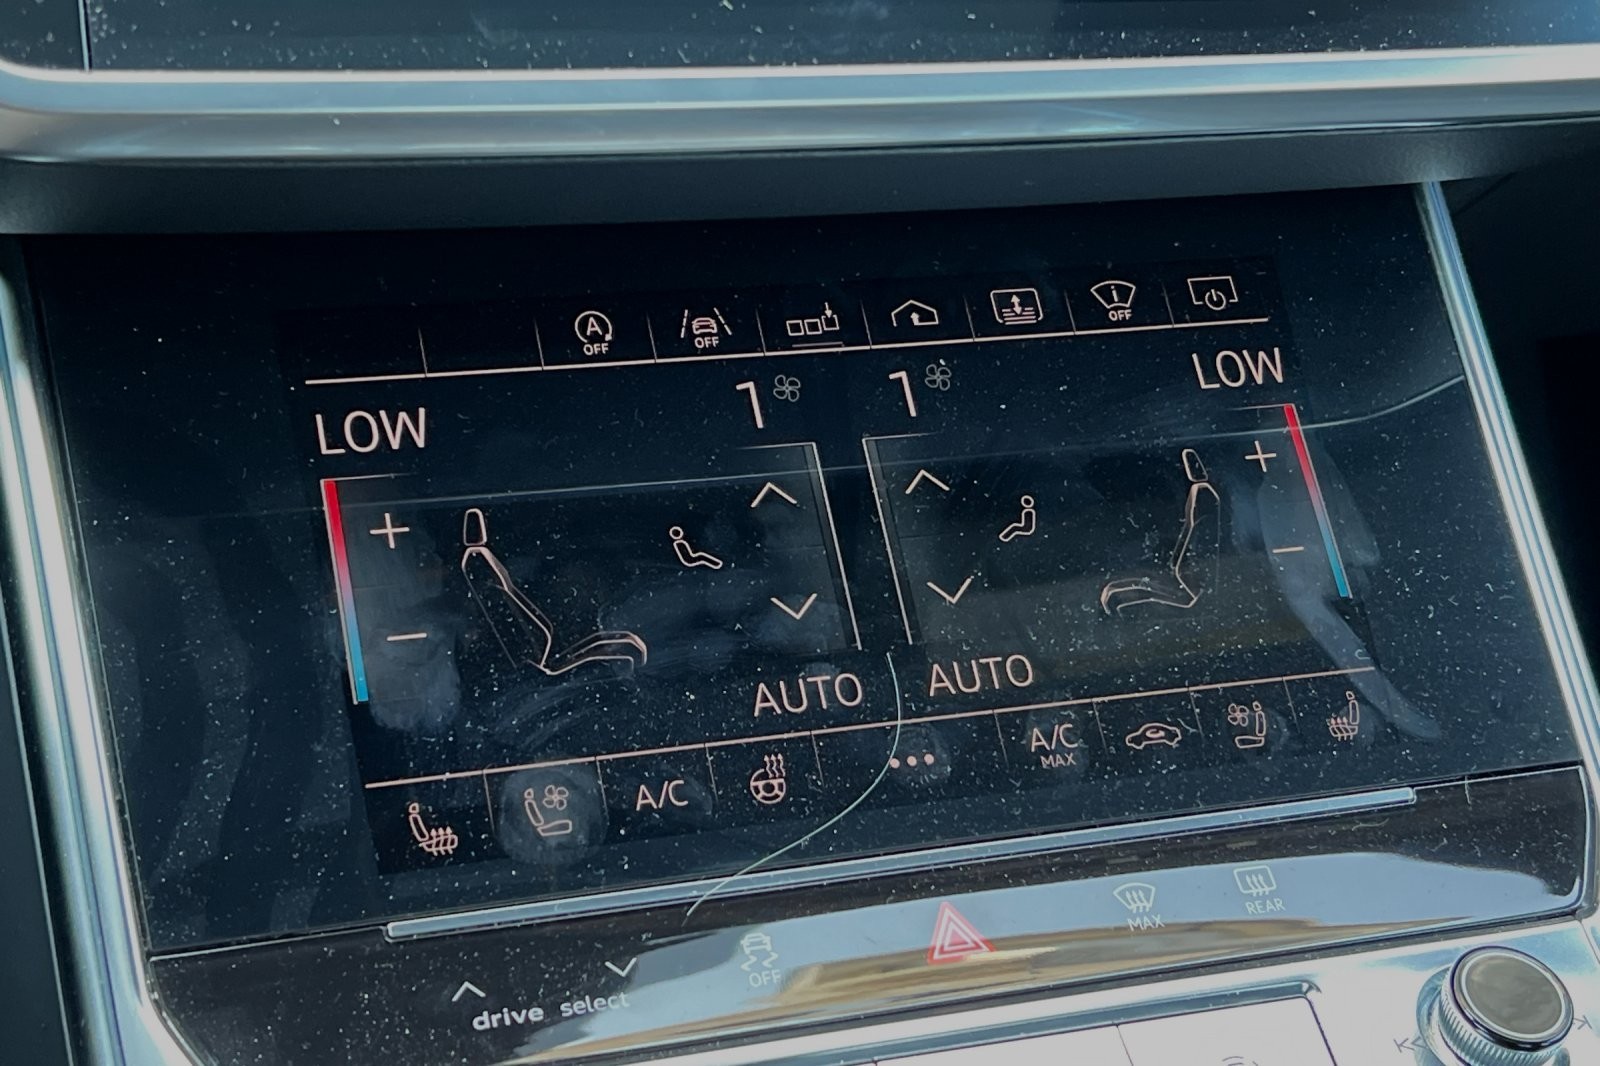 A
OFF
OFF
i
OFF
LOW
1
1
LOW
+
−
+
−
AUTO
AUTO
A/C
...
A/C
MAX
OFF
MAX
REAR
drive select